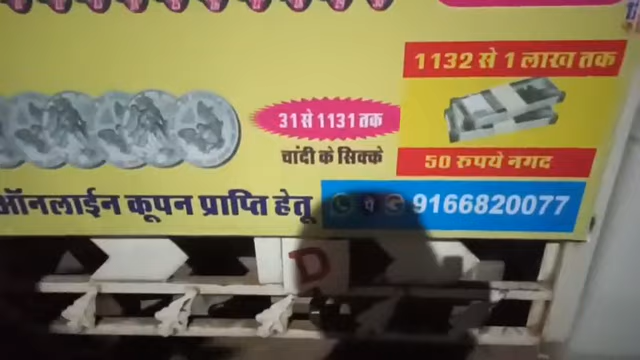 1132 से 1 लाख तक
31 से 1131 तक
चांदी के सिक्के
50 रुपये नगद
ऑनलाईन कूपन प्राप्ति हेतु
पे
9166820077
D